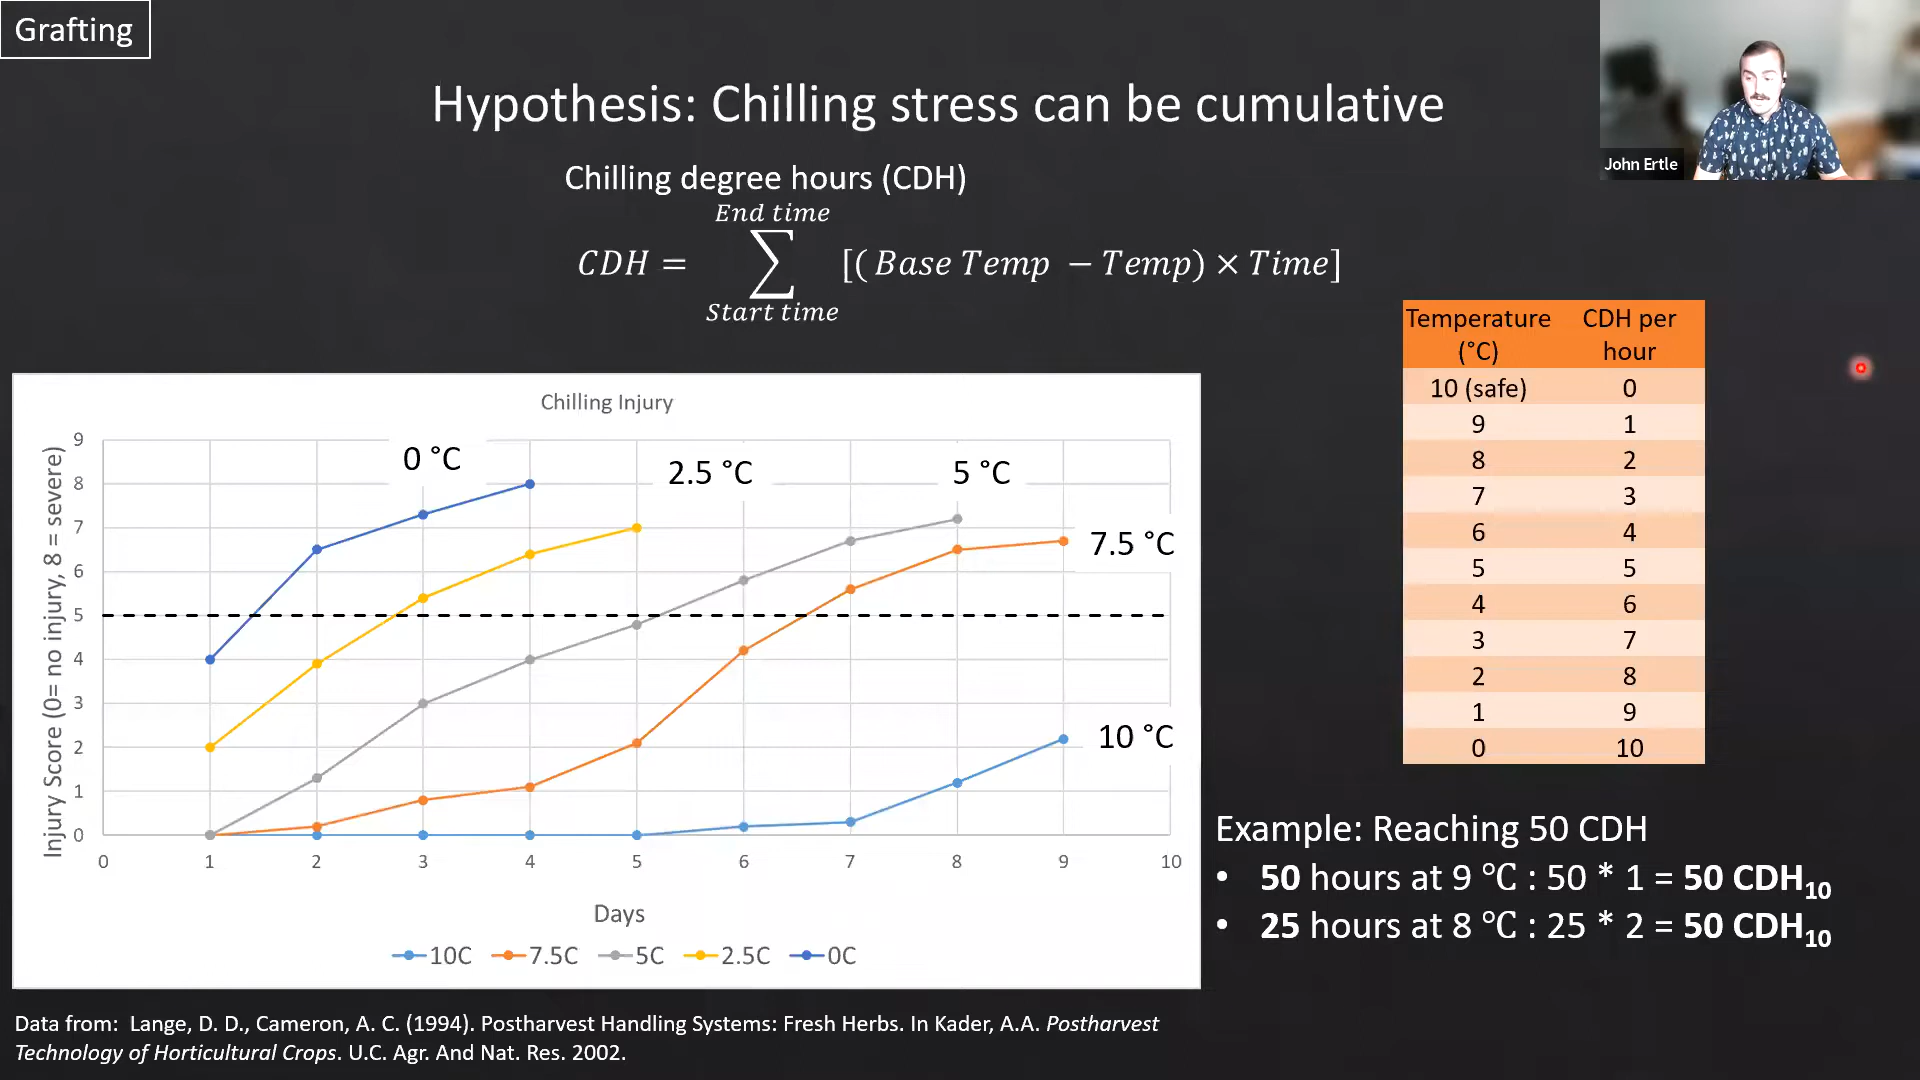 Grafting
Hypothesis: Chilling stress can be cumulative
John Ertle
Chilling degree hours (CDH)
End time
CDH = ∑ [( Base Temp − Temp) × Time]
Start time
Temperature (°C) CDH per hour
10 (safe) 0
9 1
8 2
7 3
6 4
5 5
4 6
3 7
2 8
1 9
0 10
Chilling Injury
Injury Score (0= no injury, 8 = severe)
9
8
7
6
5
4
3
2
1
0
0 °C
2.5 °C
5 °C
7.5 °C
10 °C
0 1 2 3 4 5 6 7 8 9 10
Days
10C 7.5C 5C 2.5C 0C
Example: Reaching 50 CDH
• 50 hours at 9 ℃ : 50 * 1 = 50 CDH₁₀
• 25 hours at 8 ℃ : 25 * 2 = 50 CDH₁₀
Data from: Lange, D. D., Cameron, A. C. (1994). Postharvest Handling Systems: Fresh Herbs. In Kader, A.A. Postharvest
Technology of Horticultural Crops. U.C. Agr. And Nat. Res. 2002.